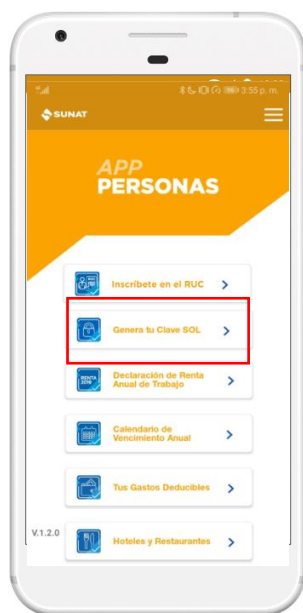 3:55 p. m.
SUNAT
APP
PERSONAS
Inscríbete en el RUC
Genera tu Clave SOL
RENTA
2019
Declaración de Renta
Anual de Trabajo
Calendario de
Vencimiento Anual
Tus Gastos Deducibles
V.1.2.0
Hoteles y Restaurantes